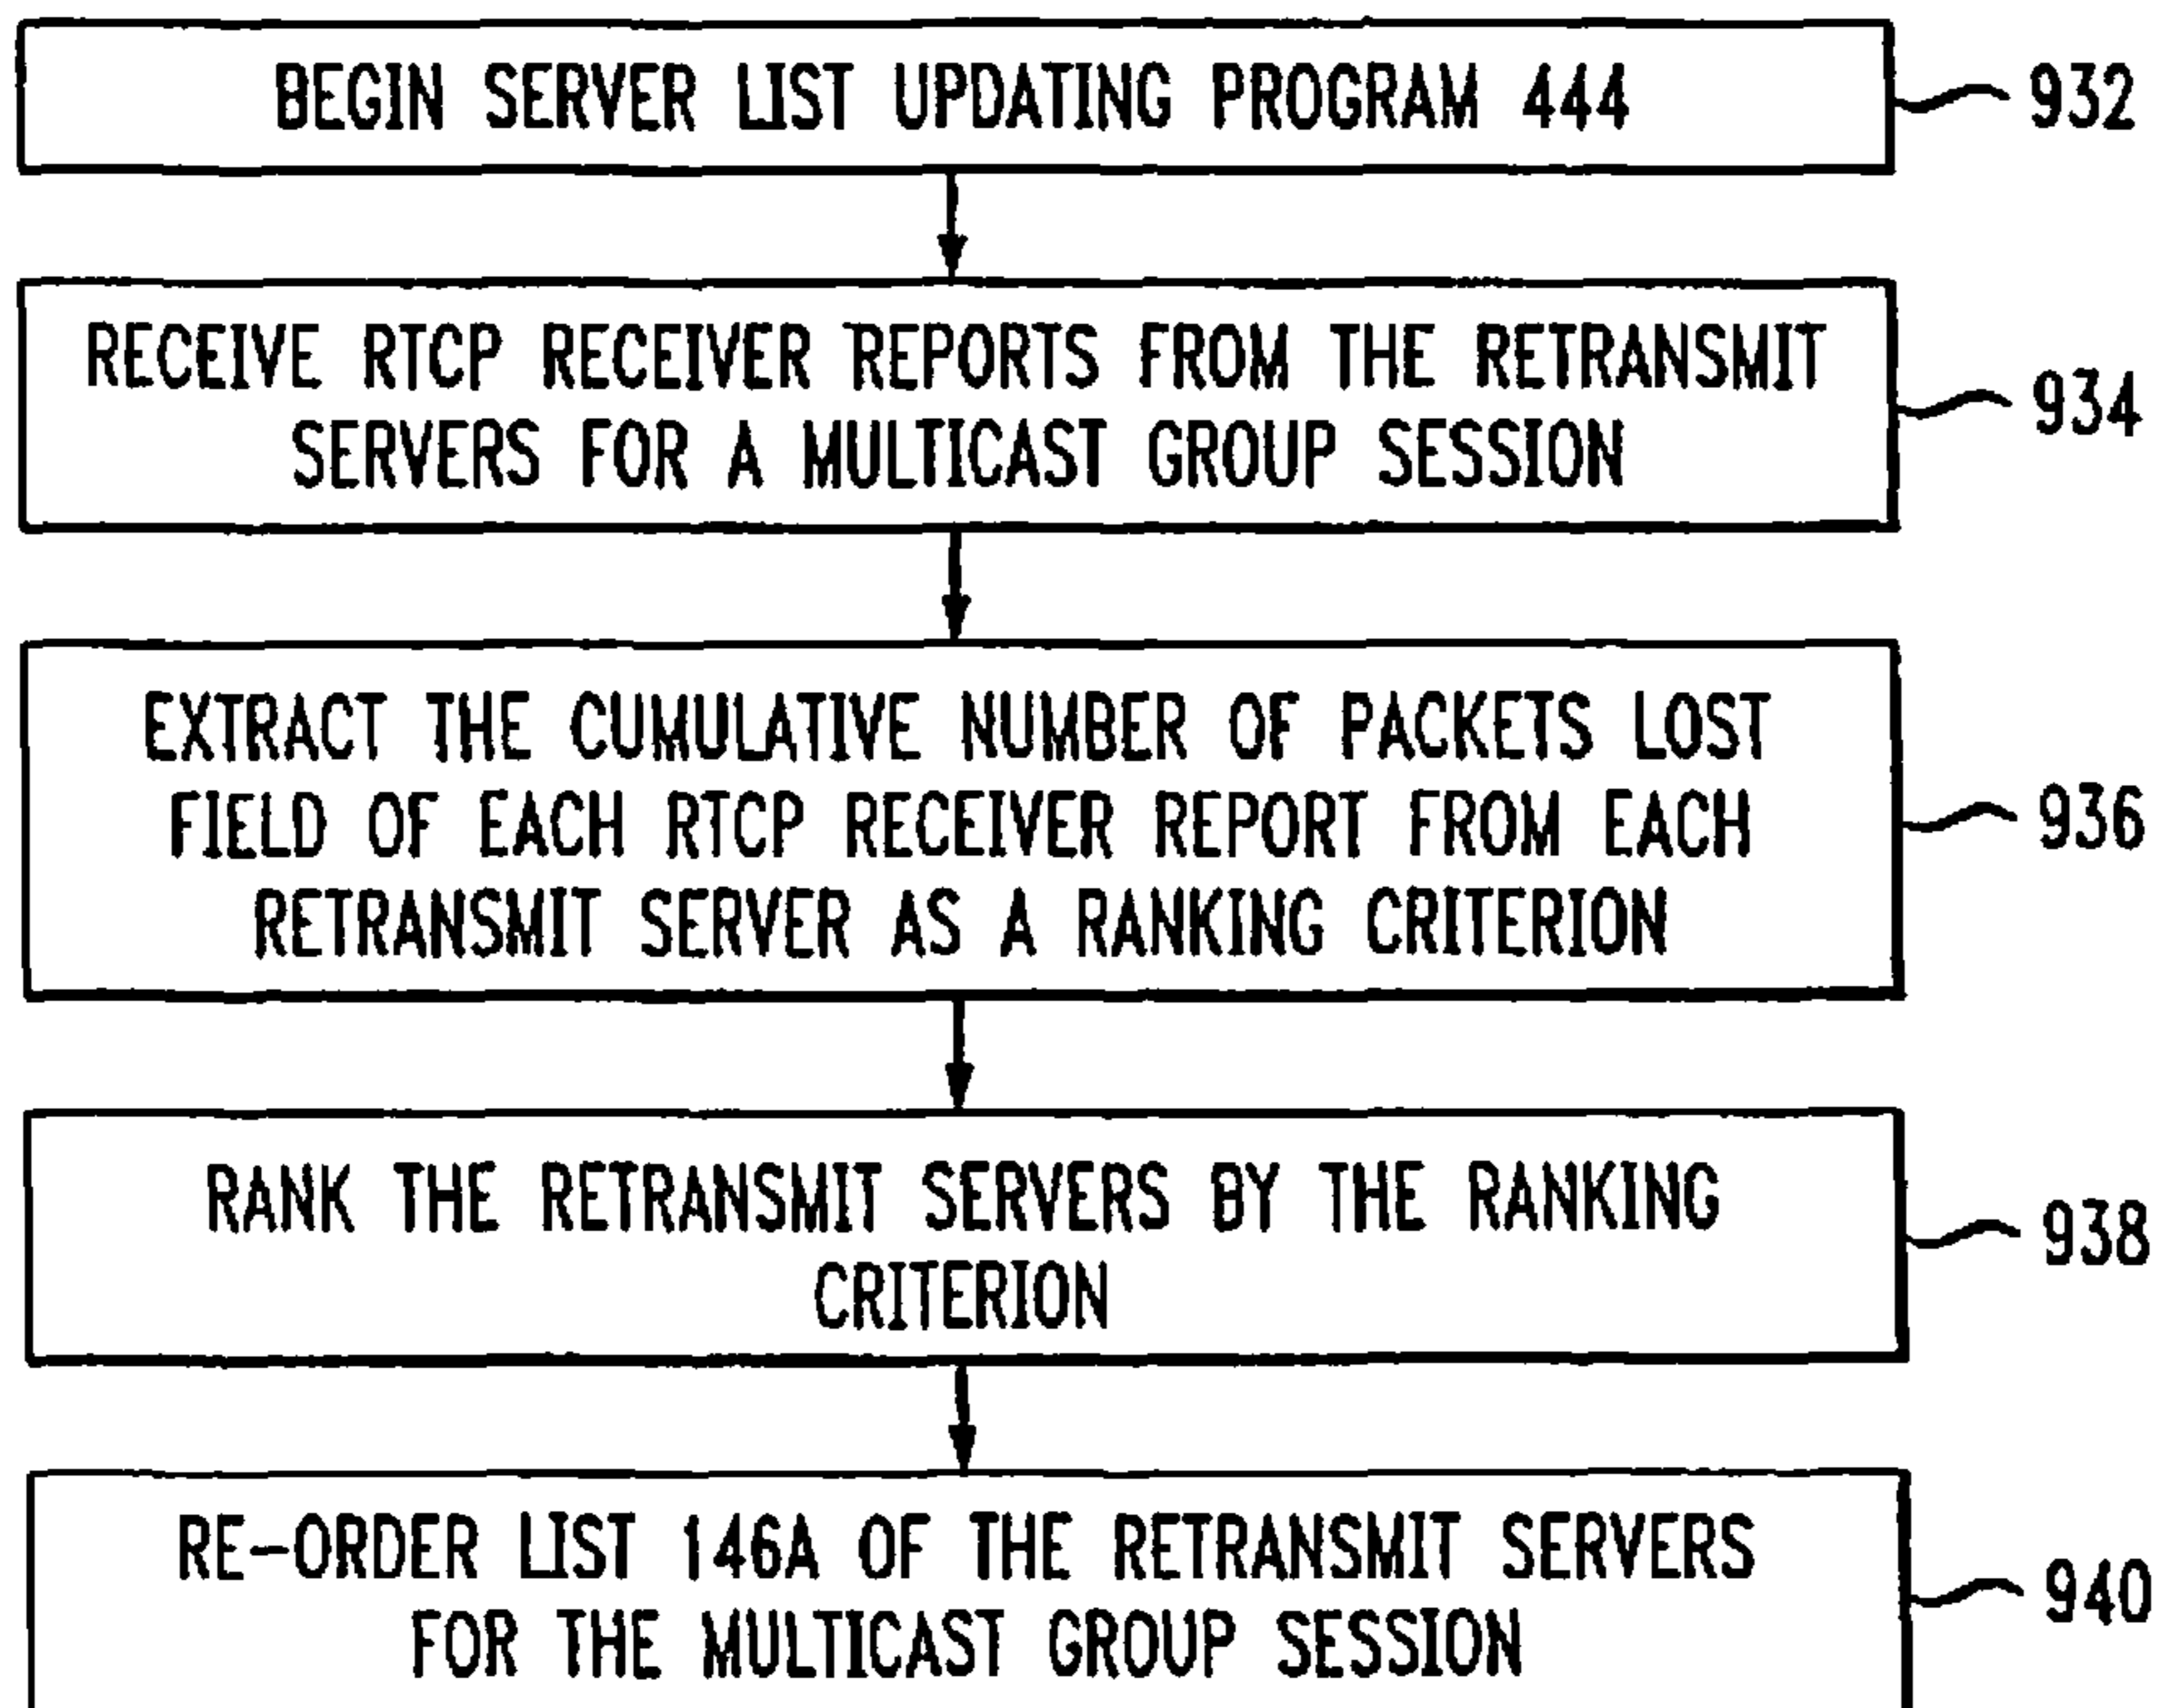 BEGIN SERVER LIST UPDATING PROGRAM 444
932
RECEIVE RTCP RECEIVER REPORTS FROM THE RETRANSMIT
SERVERS FOR A MULTICAST GROUP SESSION
934
EXTRACT THE CUMULATIVE NUMBER OF PACKETS LOST
FIELD OF EACH RTCP RECEIVER REPORT FROM EACH
RETRANSMIT SERVER AS A RANKING CRITERION
936
RANK THE RETRANSMIT SERVERS BY THE RANKING
CRITERION
938
RE-ORDER LIST 146A OF THE RETRANSMIT SERVERS
FOR THE MULTICAST GROUP SESSION
940